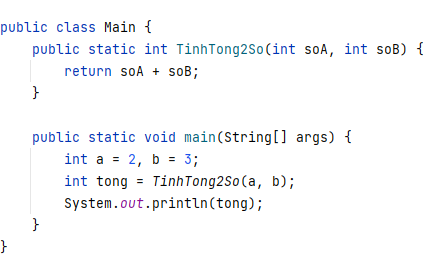 public class Main {
    public static int TinhTong2So(int soA, int soB) {
        return soA + soB;
    }

    public static void main(String[] args) {
        int a = 2, b = 3;
        int tong = TinhTong2So(a, b);
        System.out.println(tong);
    }
}